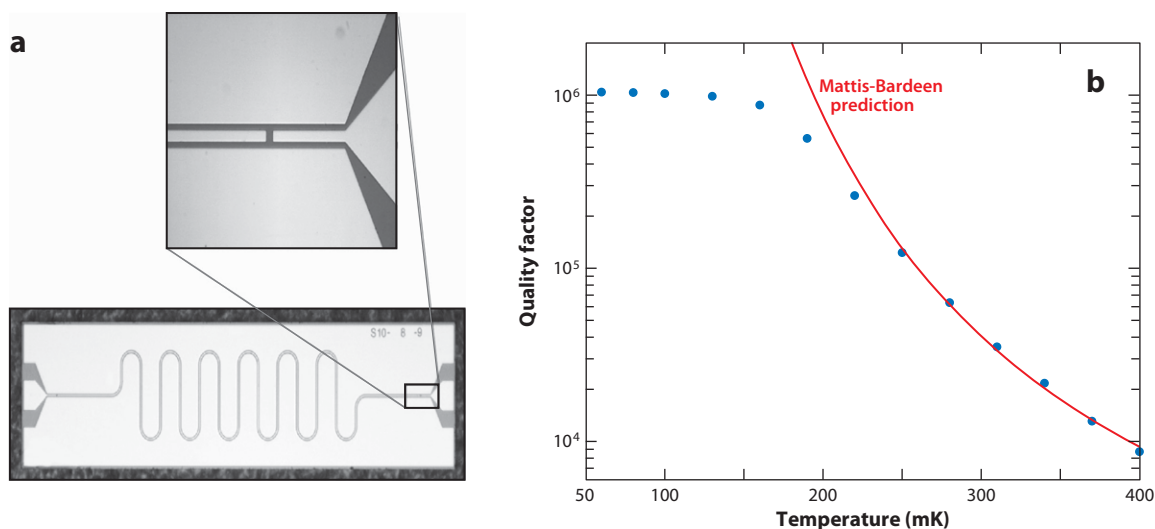 a
S10- 8 -9
b
Mattis-Bardeen
prediction
Quality factor
10⁶
10⁵
10⁴
50 100 200 300 400
Temperature (mK)